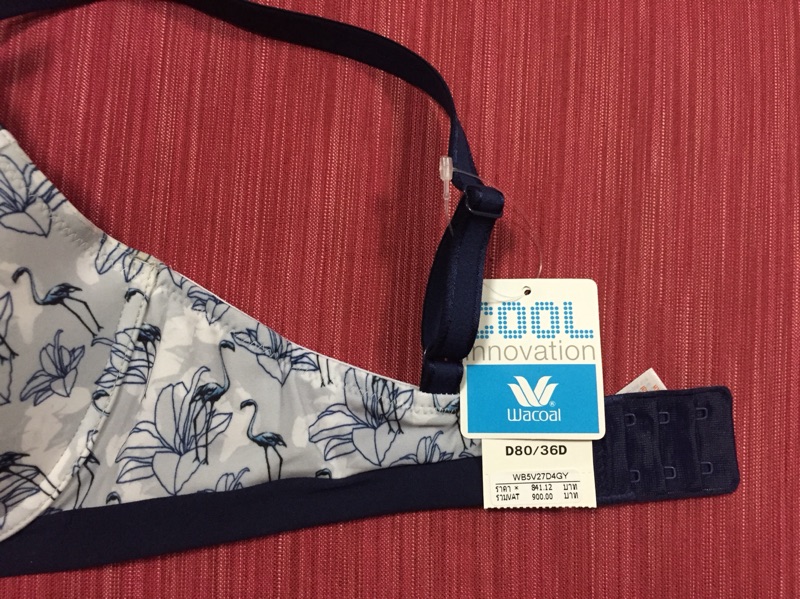 COOL
innovation
Wacoal®
D80/36D
WB5V27D4GY
ราคา * 841.12 บาท
รวมVAT 900.00 บาท